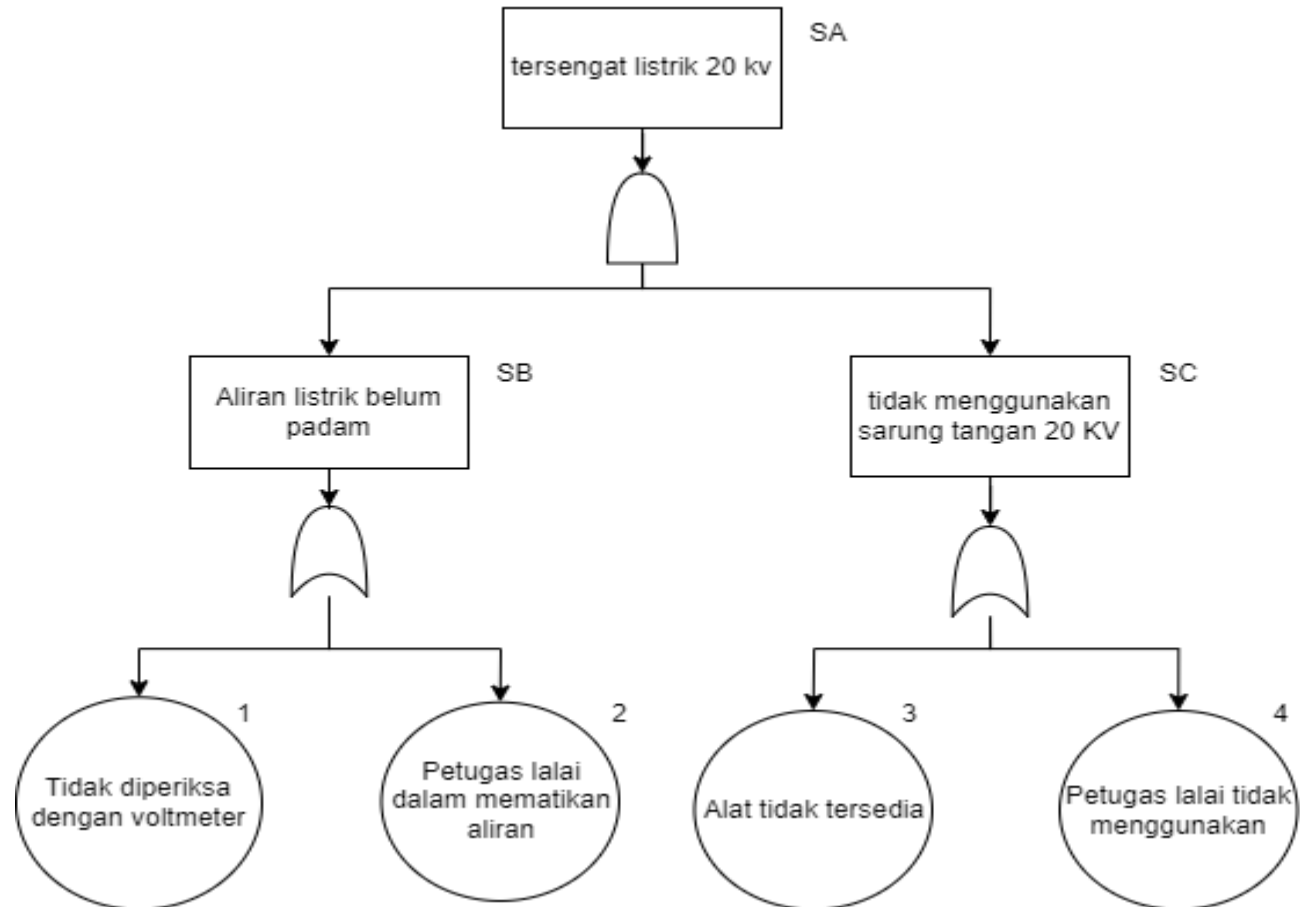 SA
tersengat listrik 20 kv
SB
Aliran listrik belum
padam
SC
tidak menggunakan
sarung tangan 20 KV
1
Tidak diperiksa
dengan voltmeter
2
Petugas lalai
dalam mematikan
aliran
3
Alat tidak tersedia
4
Petugas lalai tidak
menggunakan